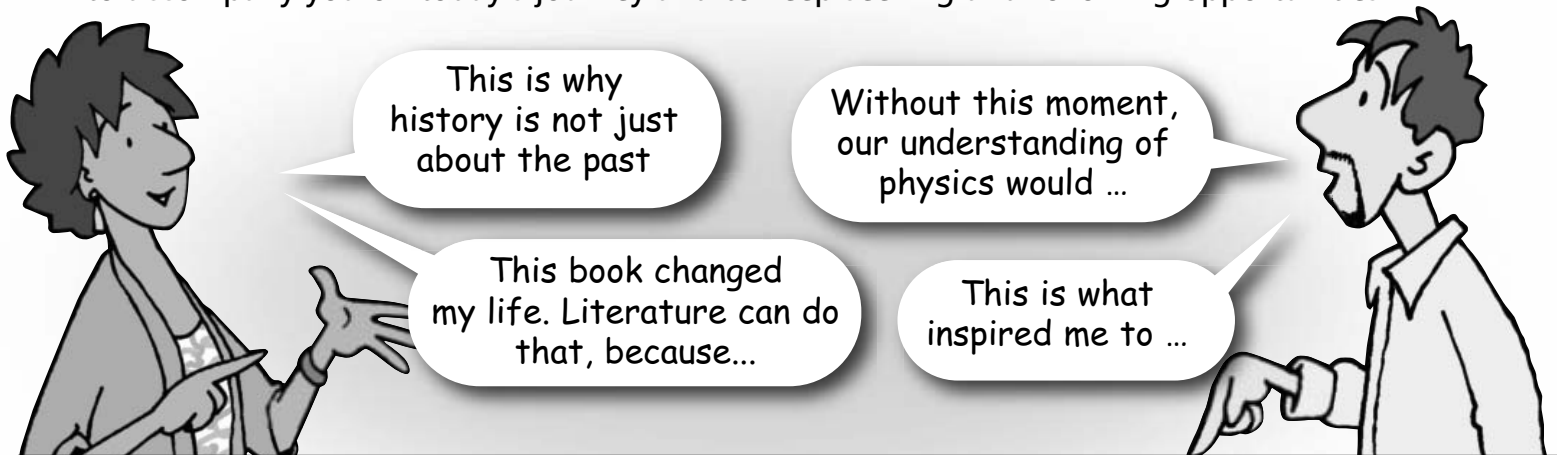 This is why
history is not just
about the past
Without this moment,
our understanding of
physics would …
This book changed
my life. Literature can do
that, because...
This is what
inspired me to …